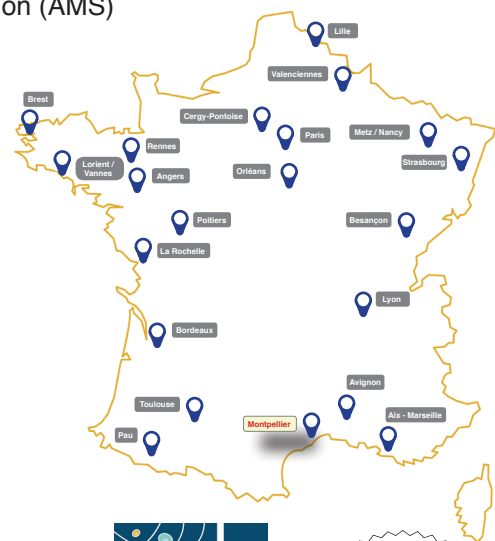 on (AMS)
Lille
Valenciennes
Brest
Cergy-Pontoise
Paris
Metz / Nancy
Rennes
Strasbourg
Lorient /
Vannes
Angers
Orléans
Poitiers
Besançon
La Rochelle
Lyon
Bordeaux
Avignon
Toulouse
Aix - Marseille
Montpellier
Pau